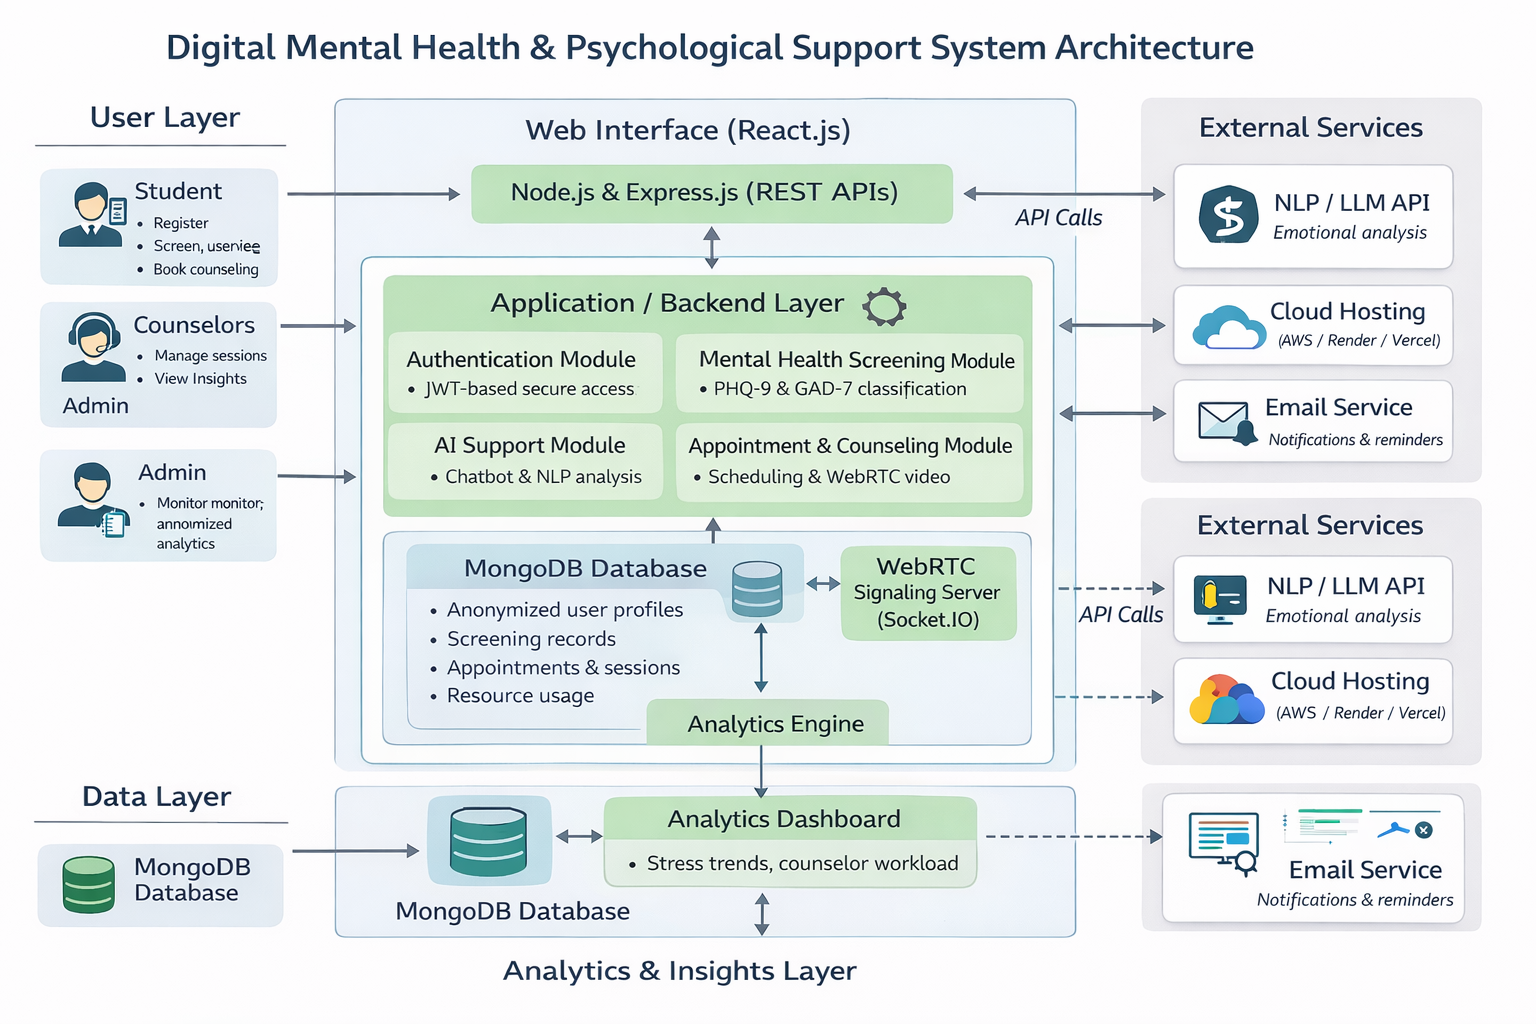 Digital Mental Health & Psychological Support System Architecture
User Layer
Student
• Register
• Screen, userviee
• Book counseling
Counselors
• Manage sessions
• View Insights
Admin
Admin
• Monitor monitor;
annomized
analytics
Web Interface (React.js)
Node.js & Express.js (REST APIs)
API Calls
Application / Backend Layer
Authentication Module
• JWT-based secure access
Mental Health Screening Module
• PHQ-9 & GAD-7 classification
AI Support Module
• Chatbot & NLP analysis
Appointment & Counseling Module
• Scheduling & WebRTC video
MongoDB Database
• Anonymized user profiles
• Screening records
• Appointments & sessions
• Resource usage
WebRTC
Signaling Server
(Socket.IO)
Analytics Engine
External Services
NLP / LLM API
Emotional analysis
Cloud Hosting
(AWS / Render / Vercel)
Email Service
Notifications & reminders
External Services
API Calls
NLP / LLM API
Emotional analysis
Cloud Hosting
(AWS / Render / Vercel)
Data Layer
MongoDB
Database
MongoDB Database
Analytics Dashboard
• Stress trends, counselor workload
Email Service
Notifications & reminders
Analytics & Insights Layer